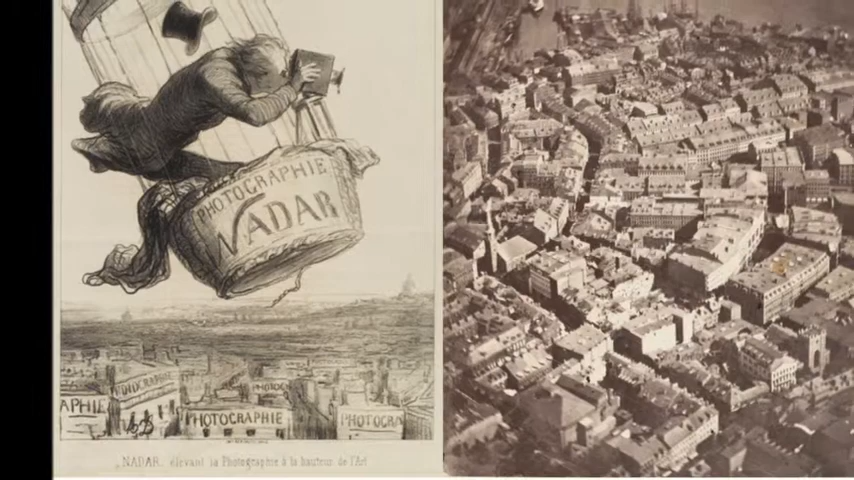 PHOTOGRAPHIE
NADAR
PHOTOGRAPHIE
PHOTOGRAPHIE
PHOTOGRA
NADAR élevant la Photographie à la hauteur de l'Art